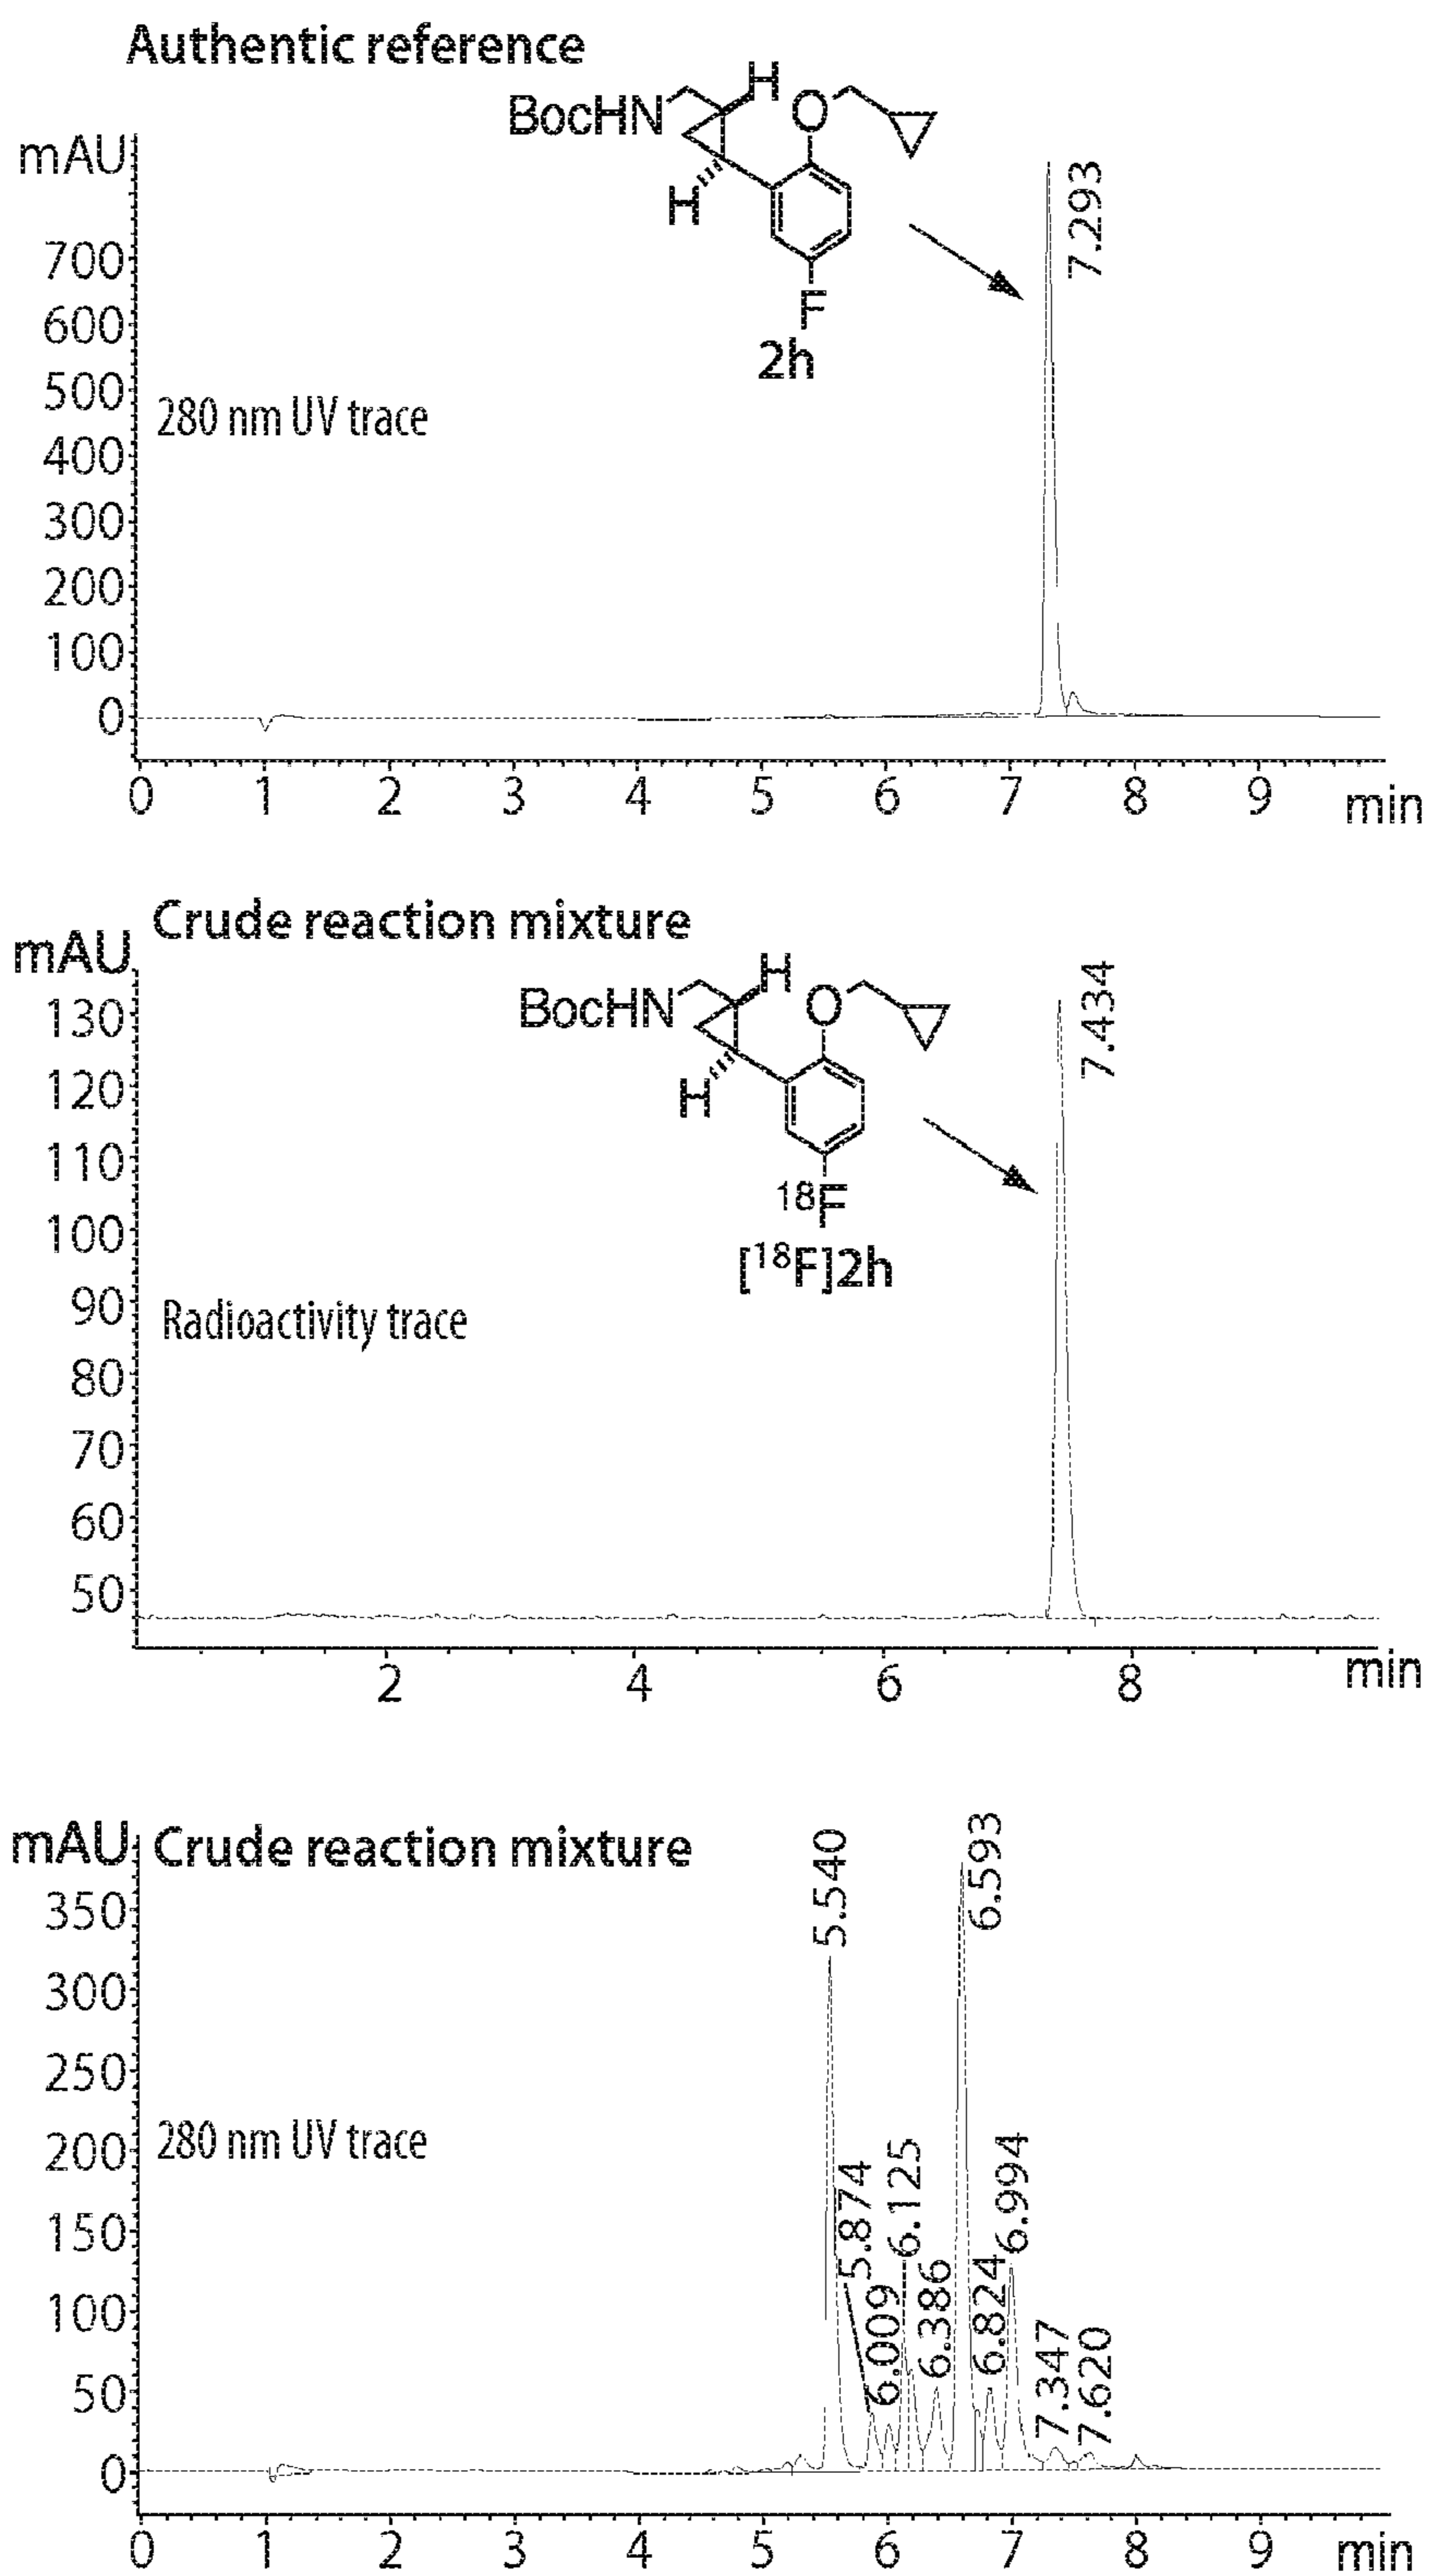 Authentic reference
BocHN H O
H
F
2h
mAU
700
600
500
400
300
200
100
0
280 nm UV trace
7.293
0 1 2 3 4 5 6 7 8 9 min
Crude reaction mixture
mAU
BocHN H O
H
18F
[18F]2h
130
120
110
100
90
80
70
60
50
Radioactivity trace
7.434
2 4 6 8 min
mAU Crude reaction mixture
350
300
250
200
150
100
50
0
280 nm UV trace
5.540
5.874
6.009
6.125
6.386
6.593
6.824
6.994
7.347
7.620
0 1 2 3 4 5 6 7 8 9 min